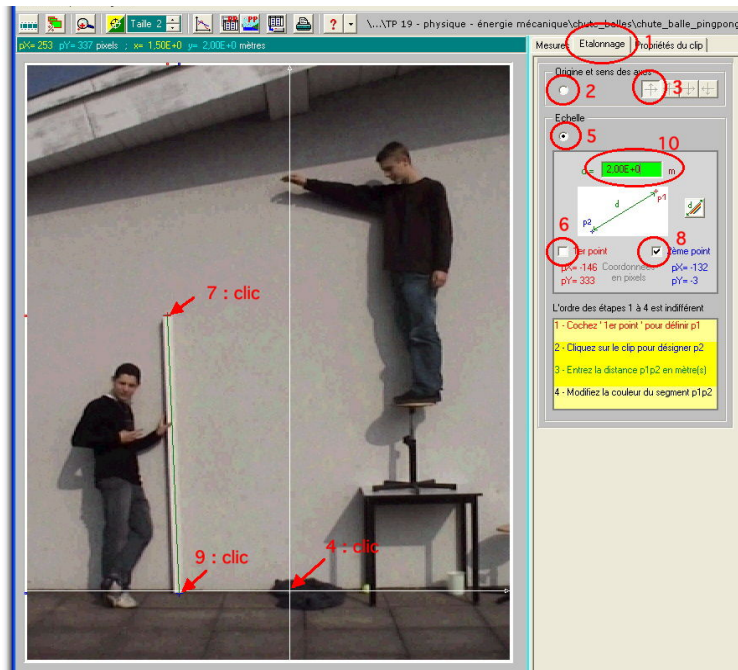 Taille 2
? \...\TP 19 - physique - énergie mécanique\chute_balles\chute_balle_pingpong
pX= 253 pY= 337 pixels ; x= 1,50E+0 y= 2,00E+0 mètres
Mesures Etalonnage Propriétés du clip
1
Origine et sens des axes
2 3
Echelle
5 10
d = 2,00E+0 m
p1
d
p2
d
6 8
1er point 2ème point
pX= -146 Coordonnées pX= -132
pY= 333 en pixels pY= -3
L'ordre des étapes 1 à 4 est indifférent
1 - Cochez ' 1er point ' pour définir p1
2 - Cliquez sur le clip pour désigner p2
3 - Entrez la distance p1p2 en mètre(s)
4 - Modifiez la couleur du segment p1p2
7 : clic
9 : clic
4 : clic